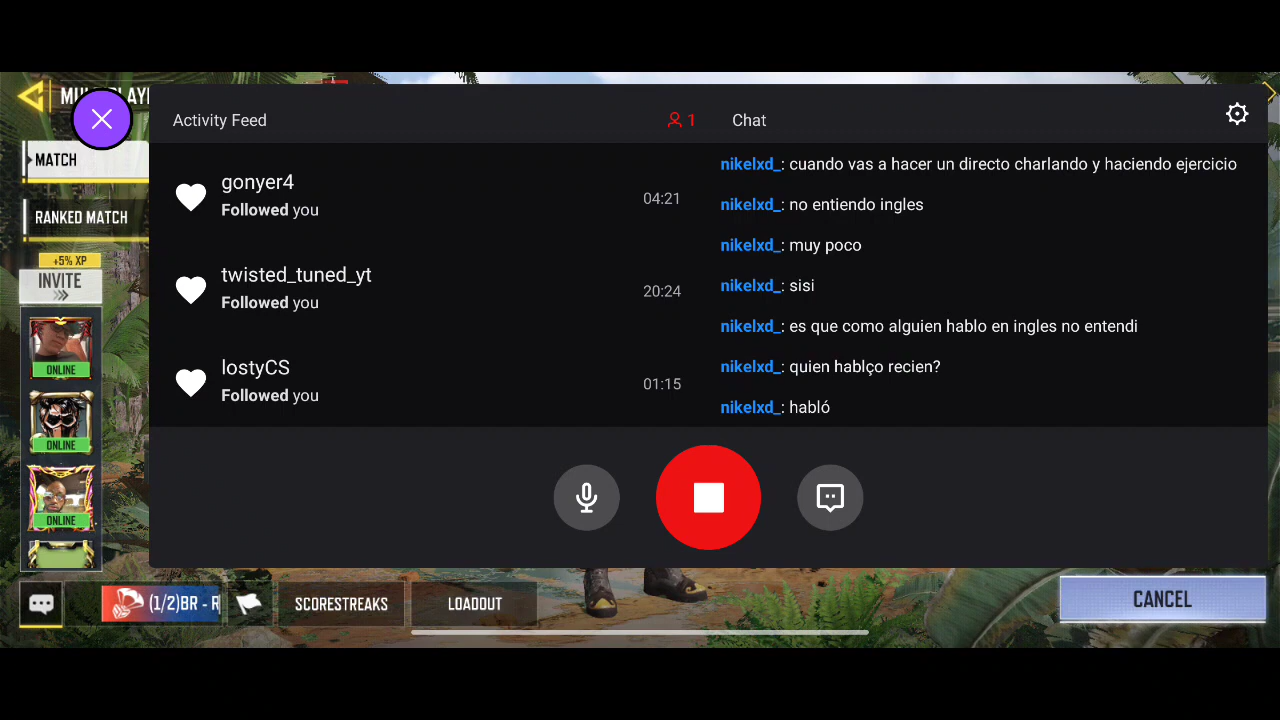 MULTIPLAY
Activity Feed
1
Chat
MATCH
RANKED MATCH
+5% XP
INVITE
ONLINE
ONLINE
ONLINE
gonyer4
Followed you
04:21
twisted_tuned_yt
Followed you
20:24
lostyCS
Followed you
01:15
nikelxd_: cuando vas a hacer un directo charlando y haciendo ejercicio
nikelxd_: no entiendo ingles
nikelxd_: muy poco
nikelxd_: sisi
nikelxd_: es que como alguien hablo en ingles no entendi
nikelxd_: quien hablço recien?
nikelxd_: habló
(1/2)BR - R
SCORESTREAKS
LOADOUT
CANCEL